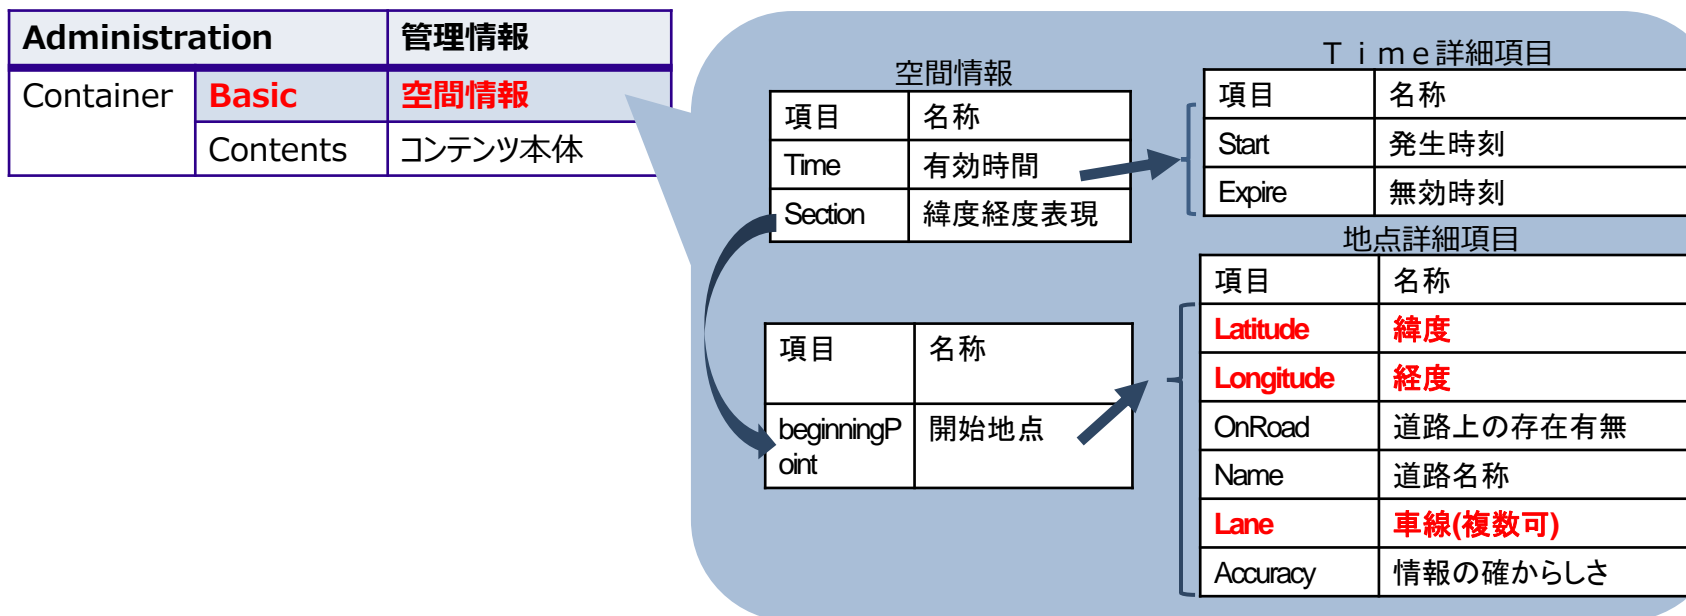 Administration 管理情報
Container Basic 空間情報
Contents コンテンツ本体
空間情報
項目 名称
Time 有効時間
Section 緯度経度表現
項目 名称
beginningP 開始地点
oint
Ｔｉｍｅ詳細項目
項目 名称
Start 発生時刻
Expire 無効時刻
地点詳細項目
項目 名称
Latitude 緯度
Longitude 経度
OnRoad 道路上の存在有無
Name 道路名称
Lane 車線(複数可)
Accuracy 情報の確からしさ